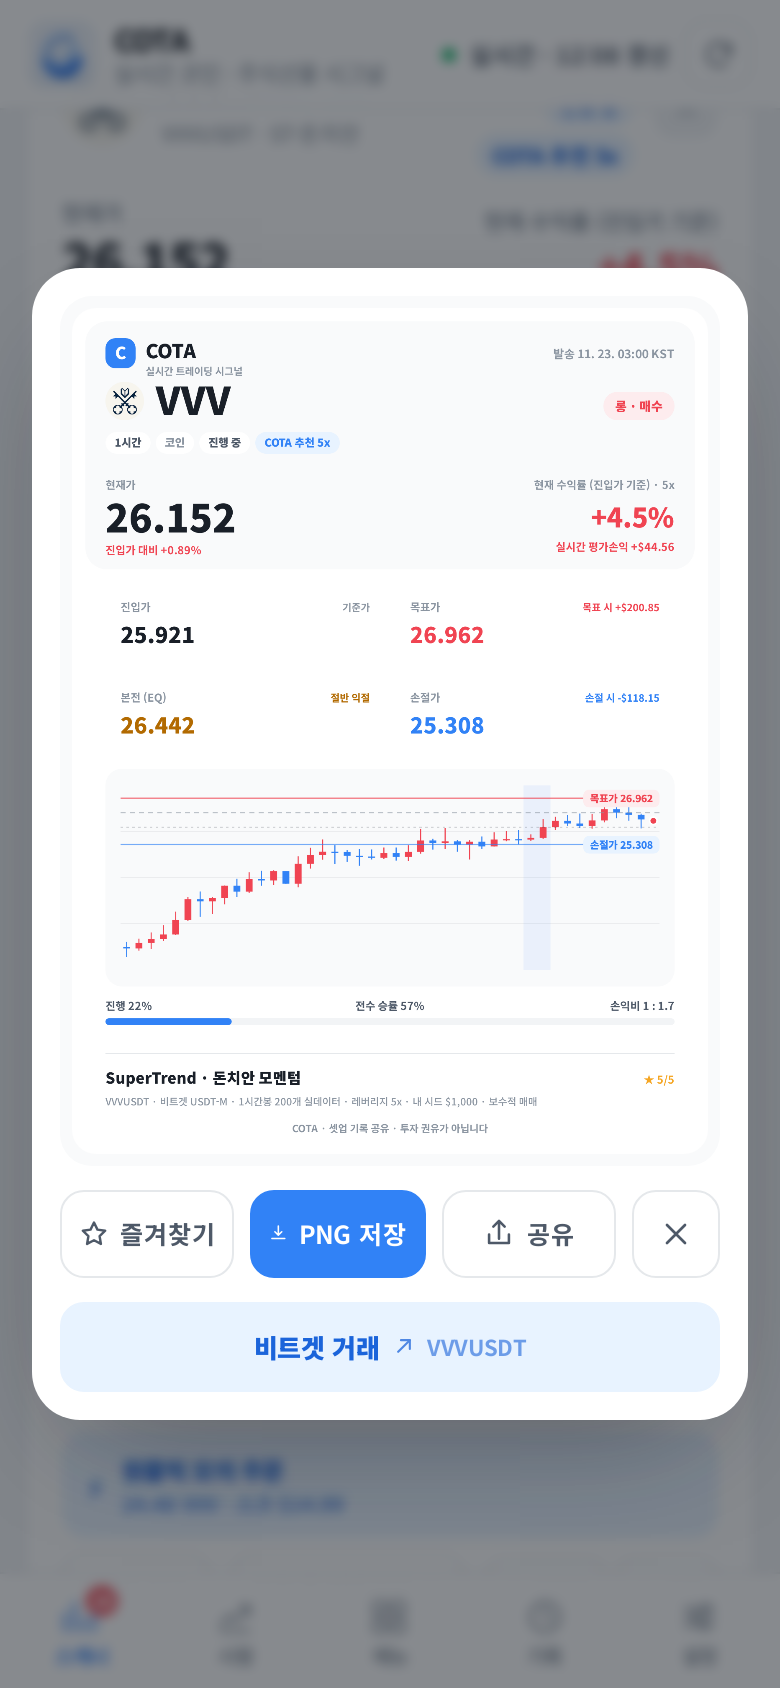 COTA
26.152
C COTA
실시간 트레이딩 시그널
발송 11. 23. 03:00 KST
VVV
롱 · 매수
1시간 코인 진행 중 COTA 추천 5x
현재가
현재 수익률 (진입가 기준) · 5x
26.152
+4.5%
진입가 대비 +0.89%
실시간 평가손익 +$44.56
진입가 기준가
25.921
목표가 목표 시 +$200.85
26.962
본전 (EQ) 절반 익절
26.442
손절가 손절 시 -$118.15
25.308
목표가 26.962
손절가 25.308
진행 22% 전수 승률 57% 손익비 1 : 1.7
SuperTrend · 돈치안 모멘텀
★ 5/5
VVVUSDT · 비트겟 USDT-M · 1시간봉 200개 실데이터 · 레버리지 5x · 내 시드 $1,000 · 보수적 매매
COTA · 셋업 기록 공유 · 투자 권유가 아닙니다
즐겨찾기
PNG 저장
공유
비트겟 거래 ↗ VVVUSDT